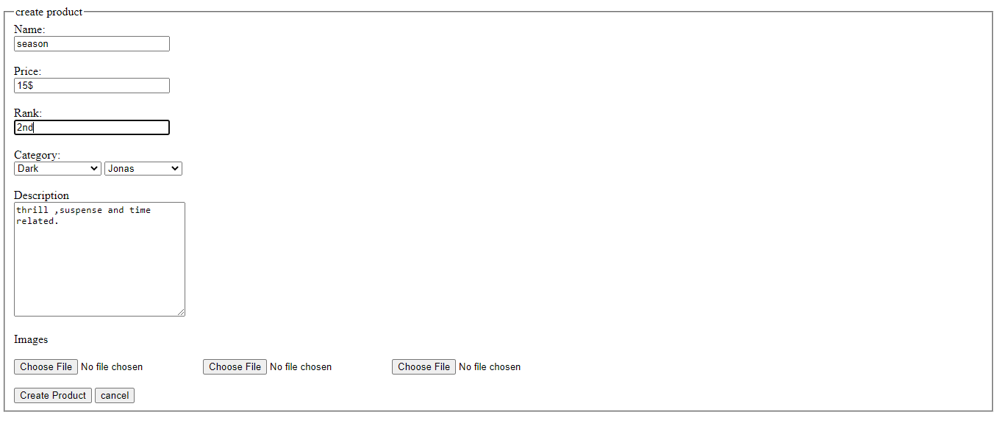 create product
Name:
season
Price:
15$
Rank:
2nd
Category:
Dark Jonas
Description
thrill ,suspense and time
related.
Images
Choose File No file chosen Choose File No file chosen Choose File No file chosen
Create Product cancel